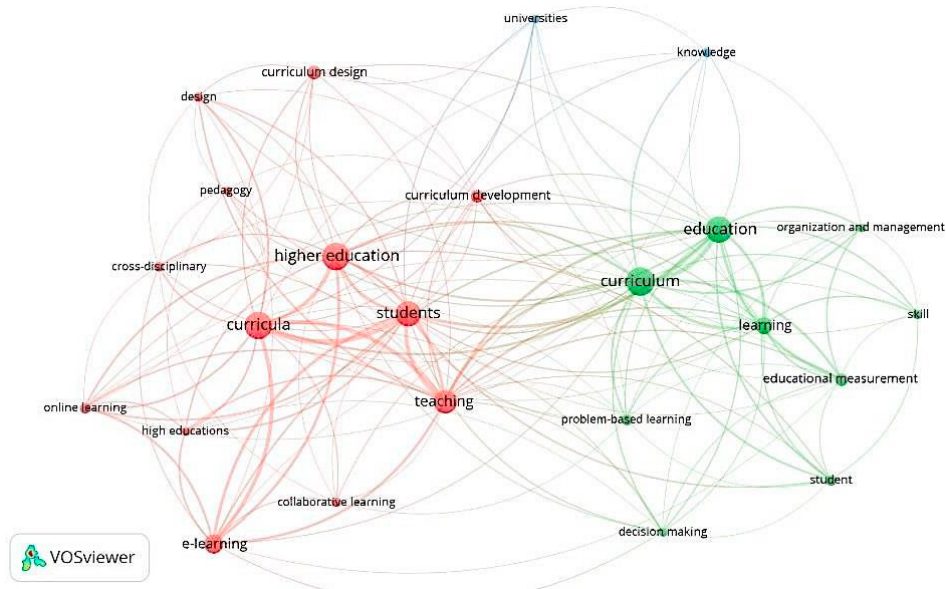 universities
knowledge
curriculum design
design
pedagogy
curriculum development
education
organization and management
higher education
cross-disciplinary
curriculum
students
skill
curricula
learning
educational measurement
teaching
online learning
problem-based learning
high educations
student
collaborative learning
decision making
e-learning
VOSviewer